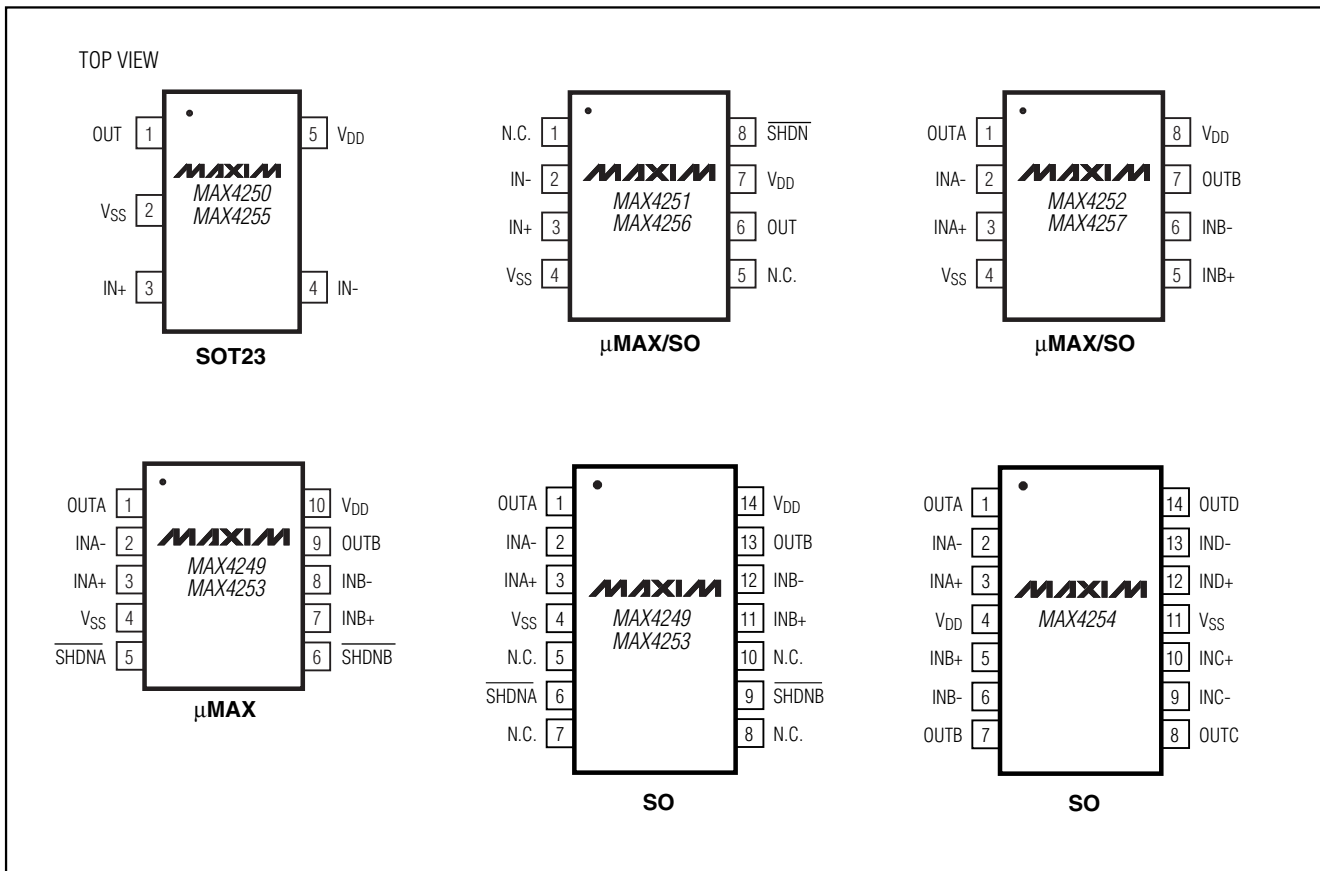 TOP VIEW
OUT 1 5 VDD
VSS 2
IN+ 3 4 IN-
MAXIM
MAX4250
MAX4255
SOT23
N.C. 1 8 SHDN
IN- 2 7 VDD
IN+ 3 6 OUT
VSS 4 5 N.C.
MAXIM
MAX4251
MAX4256
μMAX/SO
OUTA 1 8 VDD
INA- 2 7 OUTB
INA+ 3 6 INB-
VSS 4 5 INB+
MAXIM
MAX4252
MAX4257
μMAX/SO
OUTA 1 10 VDD
INA- 2 9 OUTB
INA+ 3 8 INB-
VSS 4 7 INB+
SHDNA 5 6 SHDNB
MAXIM
MAX4249
MAX4253
μMAX
OUTA 1 14 VDD
INA- 2 13 OUTB
INA+ 3 12 INB-
VSS 4 11 INB+
N.C. 5 10 N.C.
SHDNA 6 9 SHDNB
N.C. 7 8 N.C.
MAXIM
MAX4249
MAX4253
SO
OUTA 1 14 OUTD
INA- 2 13 IND-
INA+ 3 12 IND+
VDD 4 11 VSS
INB+ 5 10 INC+
INB- 6 9 INC-
OUTB 7 8 OUTC
MAXIM
MAX4254
SO